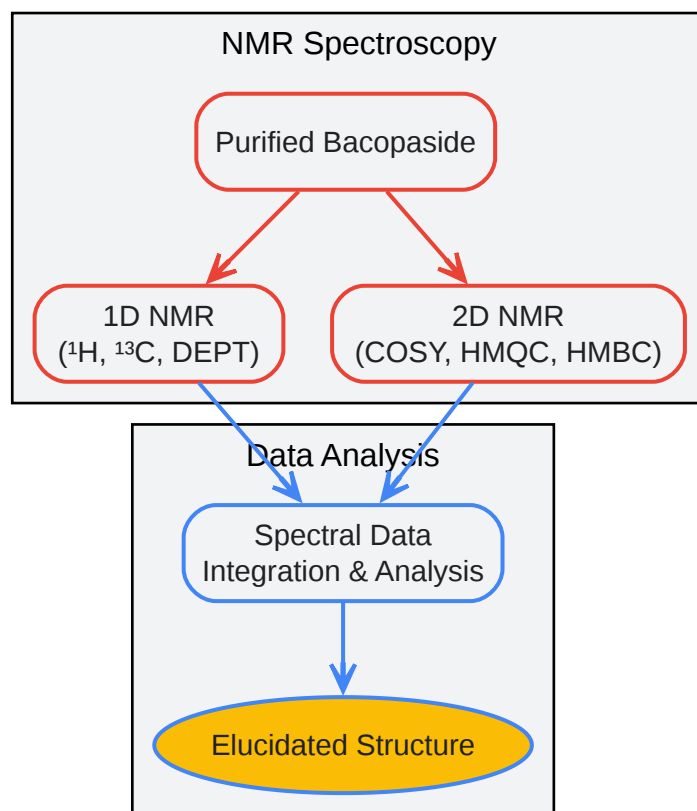 NMR Spectroscopy
Purified Bacopaside
1D NMR
(¹H, ¹³C, DEPT)
2D NMR
(COSY, HMQC, HMBC)
Data Analysis
Spectral Data
Integration & Analysis
Elucidated Structure